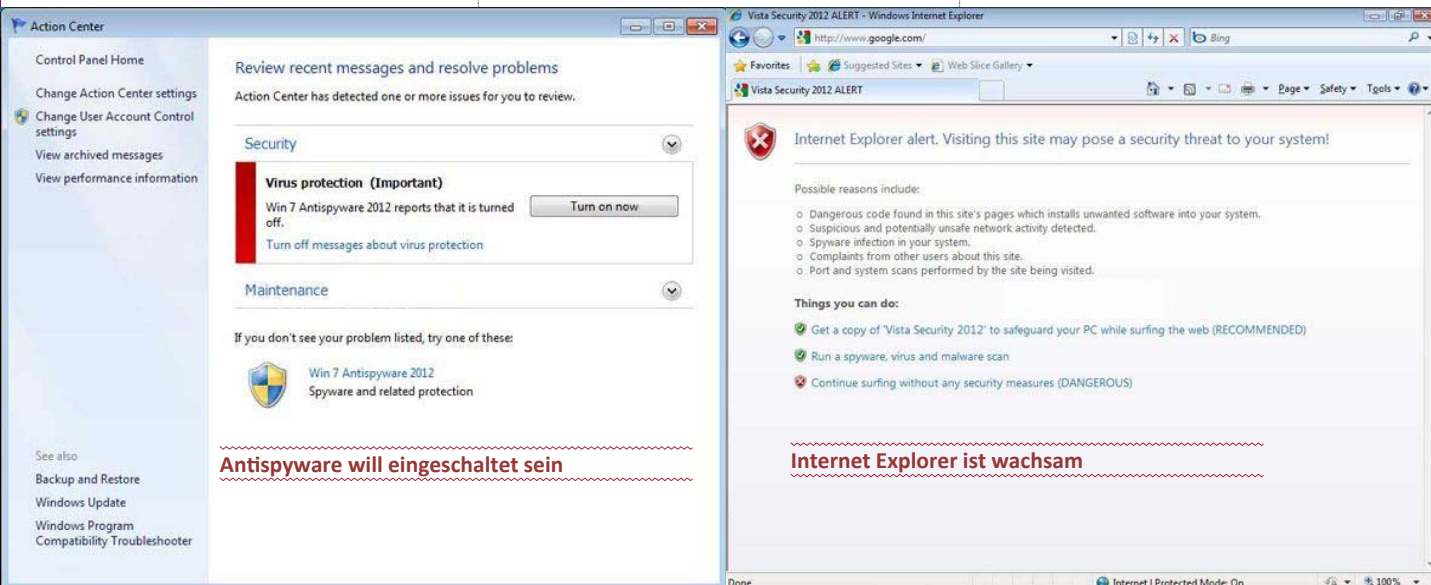 Action Center
Control Panel Home
Change Action Center settings
Change User Account Control
settings
View archived messages
View performance information
See also
Backup and Restore
Windows Update
Windows Program
Compatibility Troubleshooter
Review recent messages and resolve problems
Action Center has detected one or more issues for you to review.
Security
Virus protection (Important)
Win 7 Antispyware 2012 reports that it is turned
off.
Turn on now
Turn off messages about virus protection
Maintenance
If you don't see your problem listed, try one of these:
Win 7 Antispyware 2012
Spyware and related protection
Antispyware will eingeschaltet sein
Vista Security 2012 ALERT - Windows Internet Explorer
http://www.google.com/
Bing
Favorites Suggested Sites Web Slice Gallery
Vista Security 2012 ALERT
Page Safety Tools
Internet Explorer alert. Visiting this site may pose a security threat to your system!
Possible reasons include:
Dangerous code found in this site's pages which installs unwanted software into your system.
Suspicious and potentially unsafe network activity detected.
Spyware infection in your system.
Complaints from other users about this site.
Port and system scans performed by the site being visited.
Things you can do:
Get a copy of 'Vista Security 2012' to safeguard your PC while surfing the web (RECOMMENDED)
Run a spyware, virus and malware scan
Continue surfing without any security measures (DANGEROUS)
Internet Explorer ist wachsam
Done
Internet | Protected Mode: On
100%